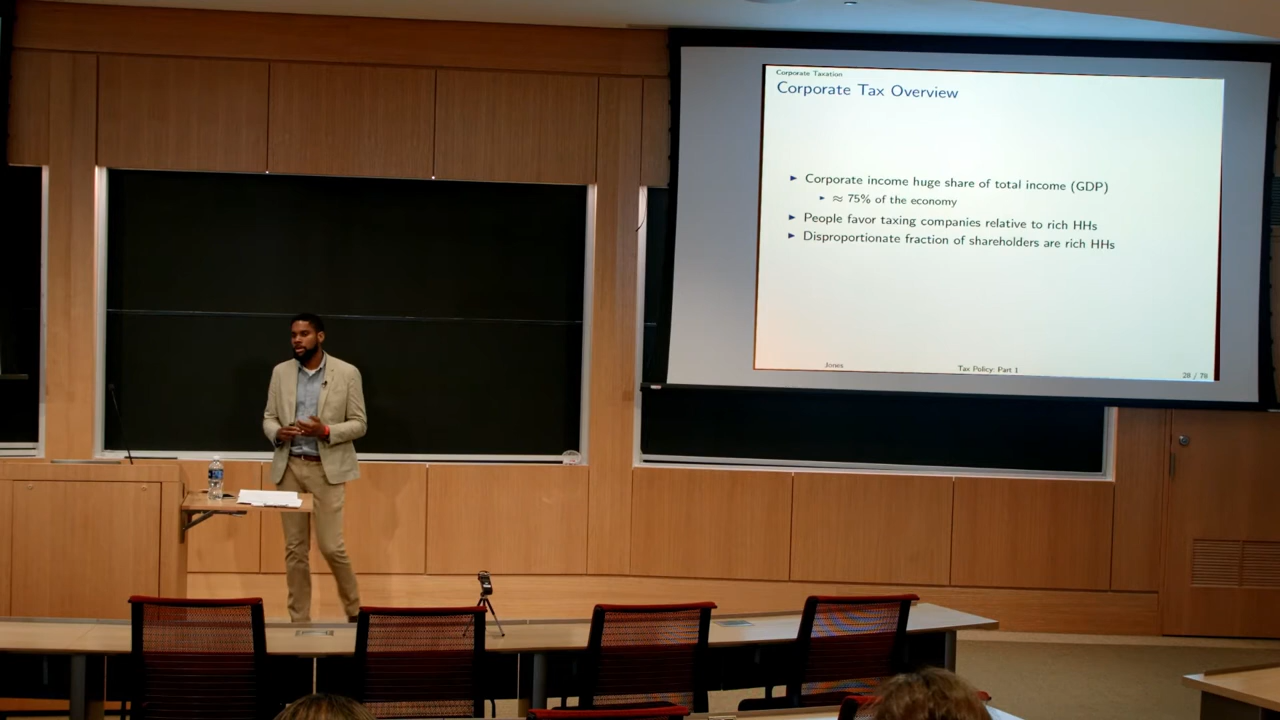 Corporate Taxation
Corporate Tax Overview
Corporate income huge share of total income (GDP)
≈ 75% of the economy
People favor taxing companies relative to rich HHs
Disproportionate fraction of shareholders are rich HHs
Jones
Tax Policy: Part 1
28 / 78